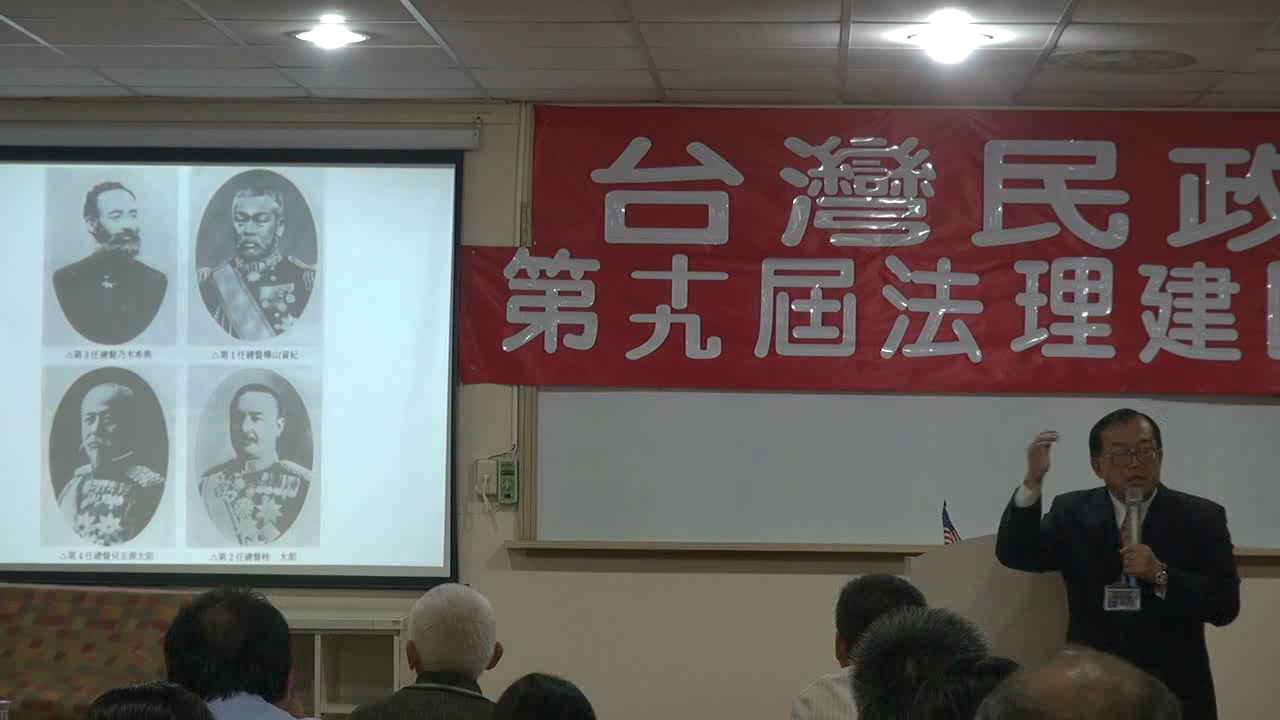 台灣民政
第十九屆法理建
△第3任總督乃木希典
△第1任總督樺山資紀
△第4任總督兒玉源太郎
△第2任總督桂 太郎